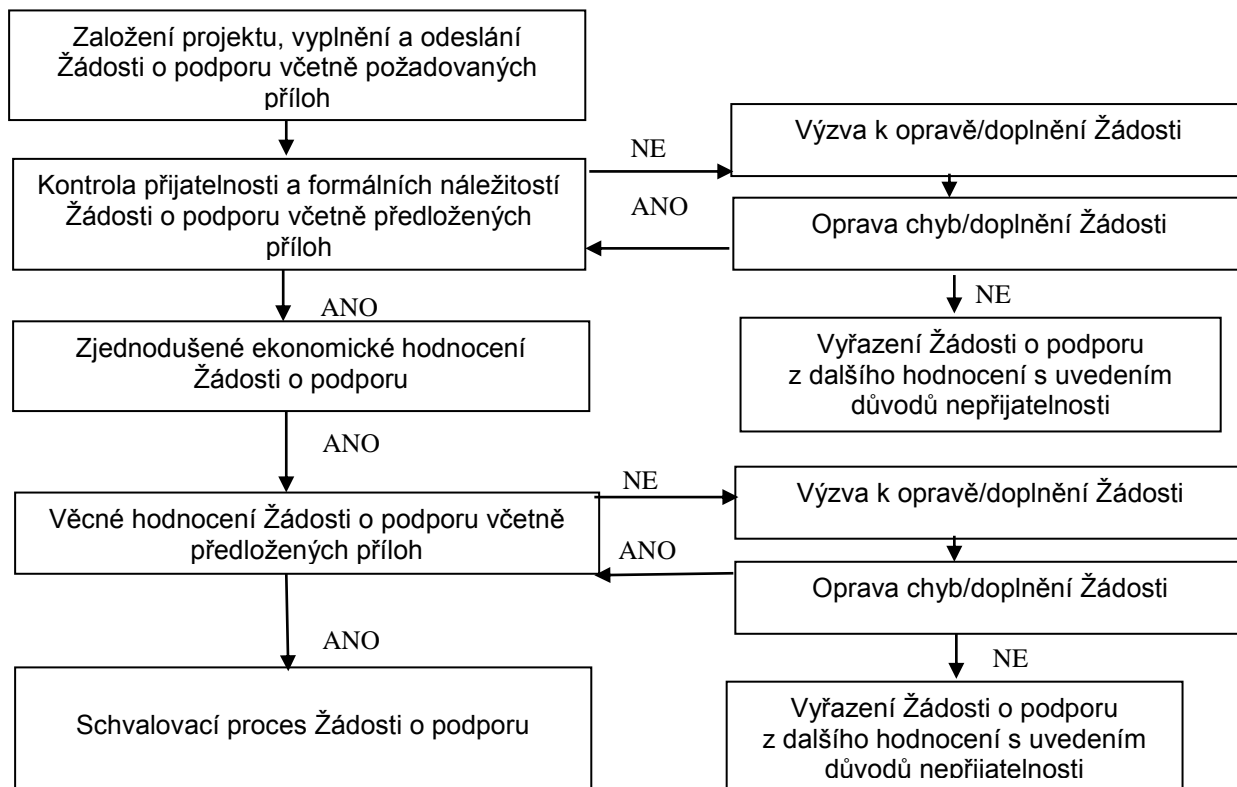 Založení projektu, vyplnění a odeslání
Žádosti o podporu včetně požadovaných
příloh
Výzva k opravě/doplnění Žádosti
NE
Kontrola přijatelnosti a formálních náležitostí
Žádosti o podporu včetně předložených
příloh
ANO
Oprava chyb/doplnění Žádosti
NE
ANO
Zjednodušené ekonomické hodnocení
Žádosti o podporu
Vyřazení Žádosti o podporu
z dalšího hodnocení s uvedením
důvodů nepřijatelnosti
ANO
NE
Výzva k opravě/doplnění Žádosti
Věcné hodnocení Žádosti o podporu včetně
předložených příloh
ANO
Oprava chyb/doplnění Žádosti
ANO
NE
Schvalovací proces Žádosti o podporu
Vyřazení Žádosti o podporu
z dalšího hodnocení s uvedením
důvodů nepřijatelnosti